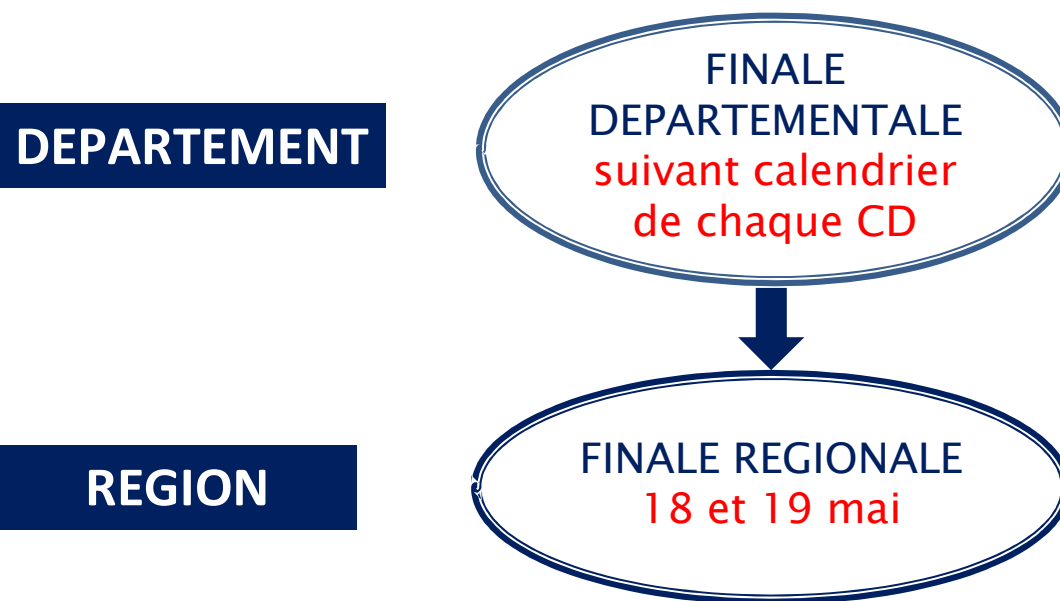 DEPARTEMENT
FINALE
DEPARTEMENTALE
suivant calendrier
de chaque CD
REGION
FINALE REGIONALE
18 et 19 mai